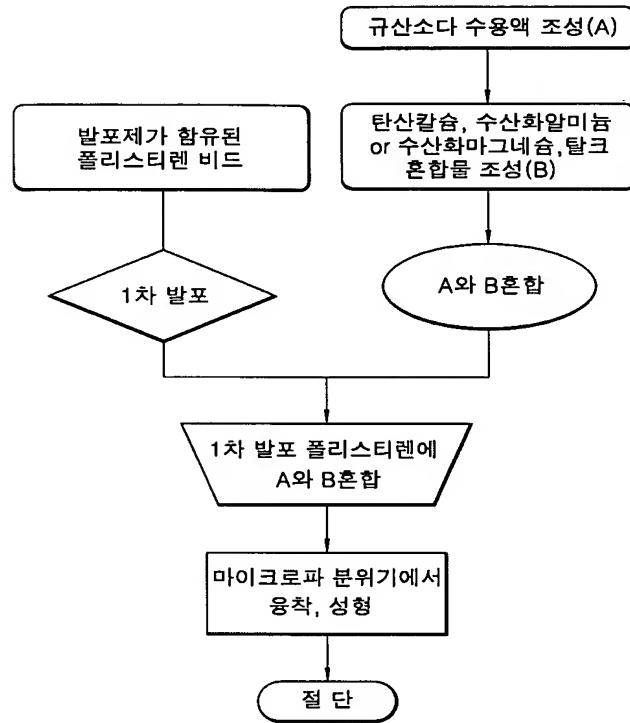 규산소다 수용액 조성(A)
발포제가 함유된
폴리스티렌 비드
탄산칼슘, 수산화알미늄
or 수산화마그네슘,탈크
혼합물 조성(B)
1차 발포
A와 B혼합
1차 발포 폴리스티렌에
A와 B혼합
마이크로파 분위기에서
융착, 성형
절 단